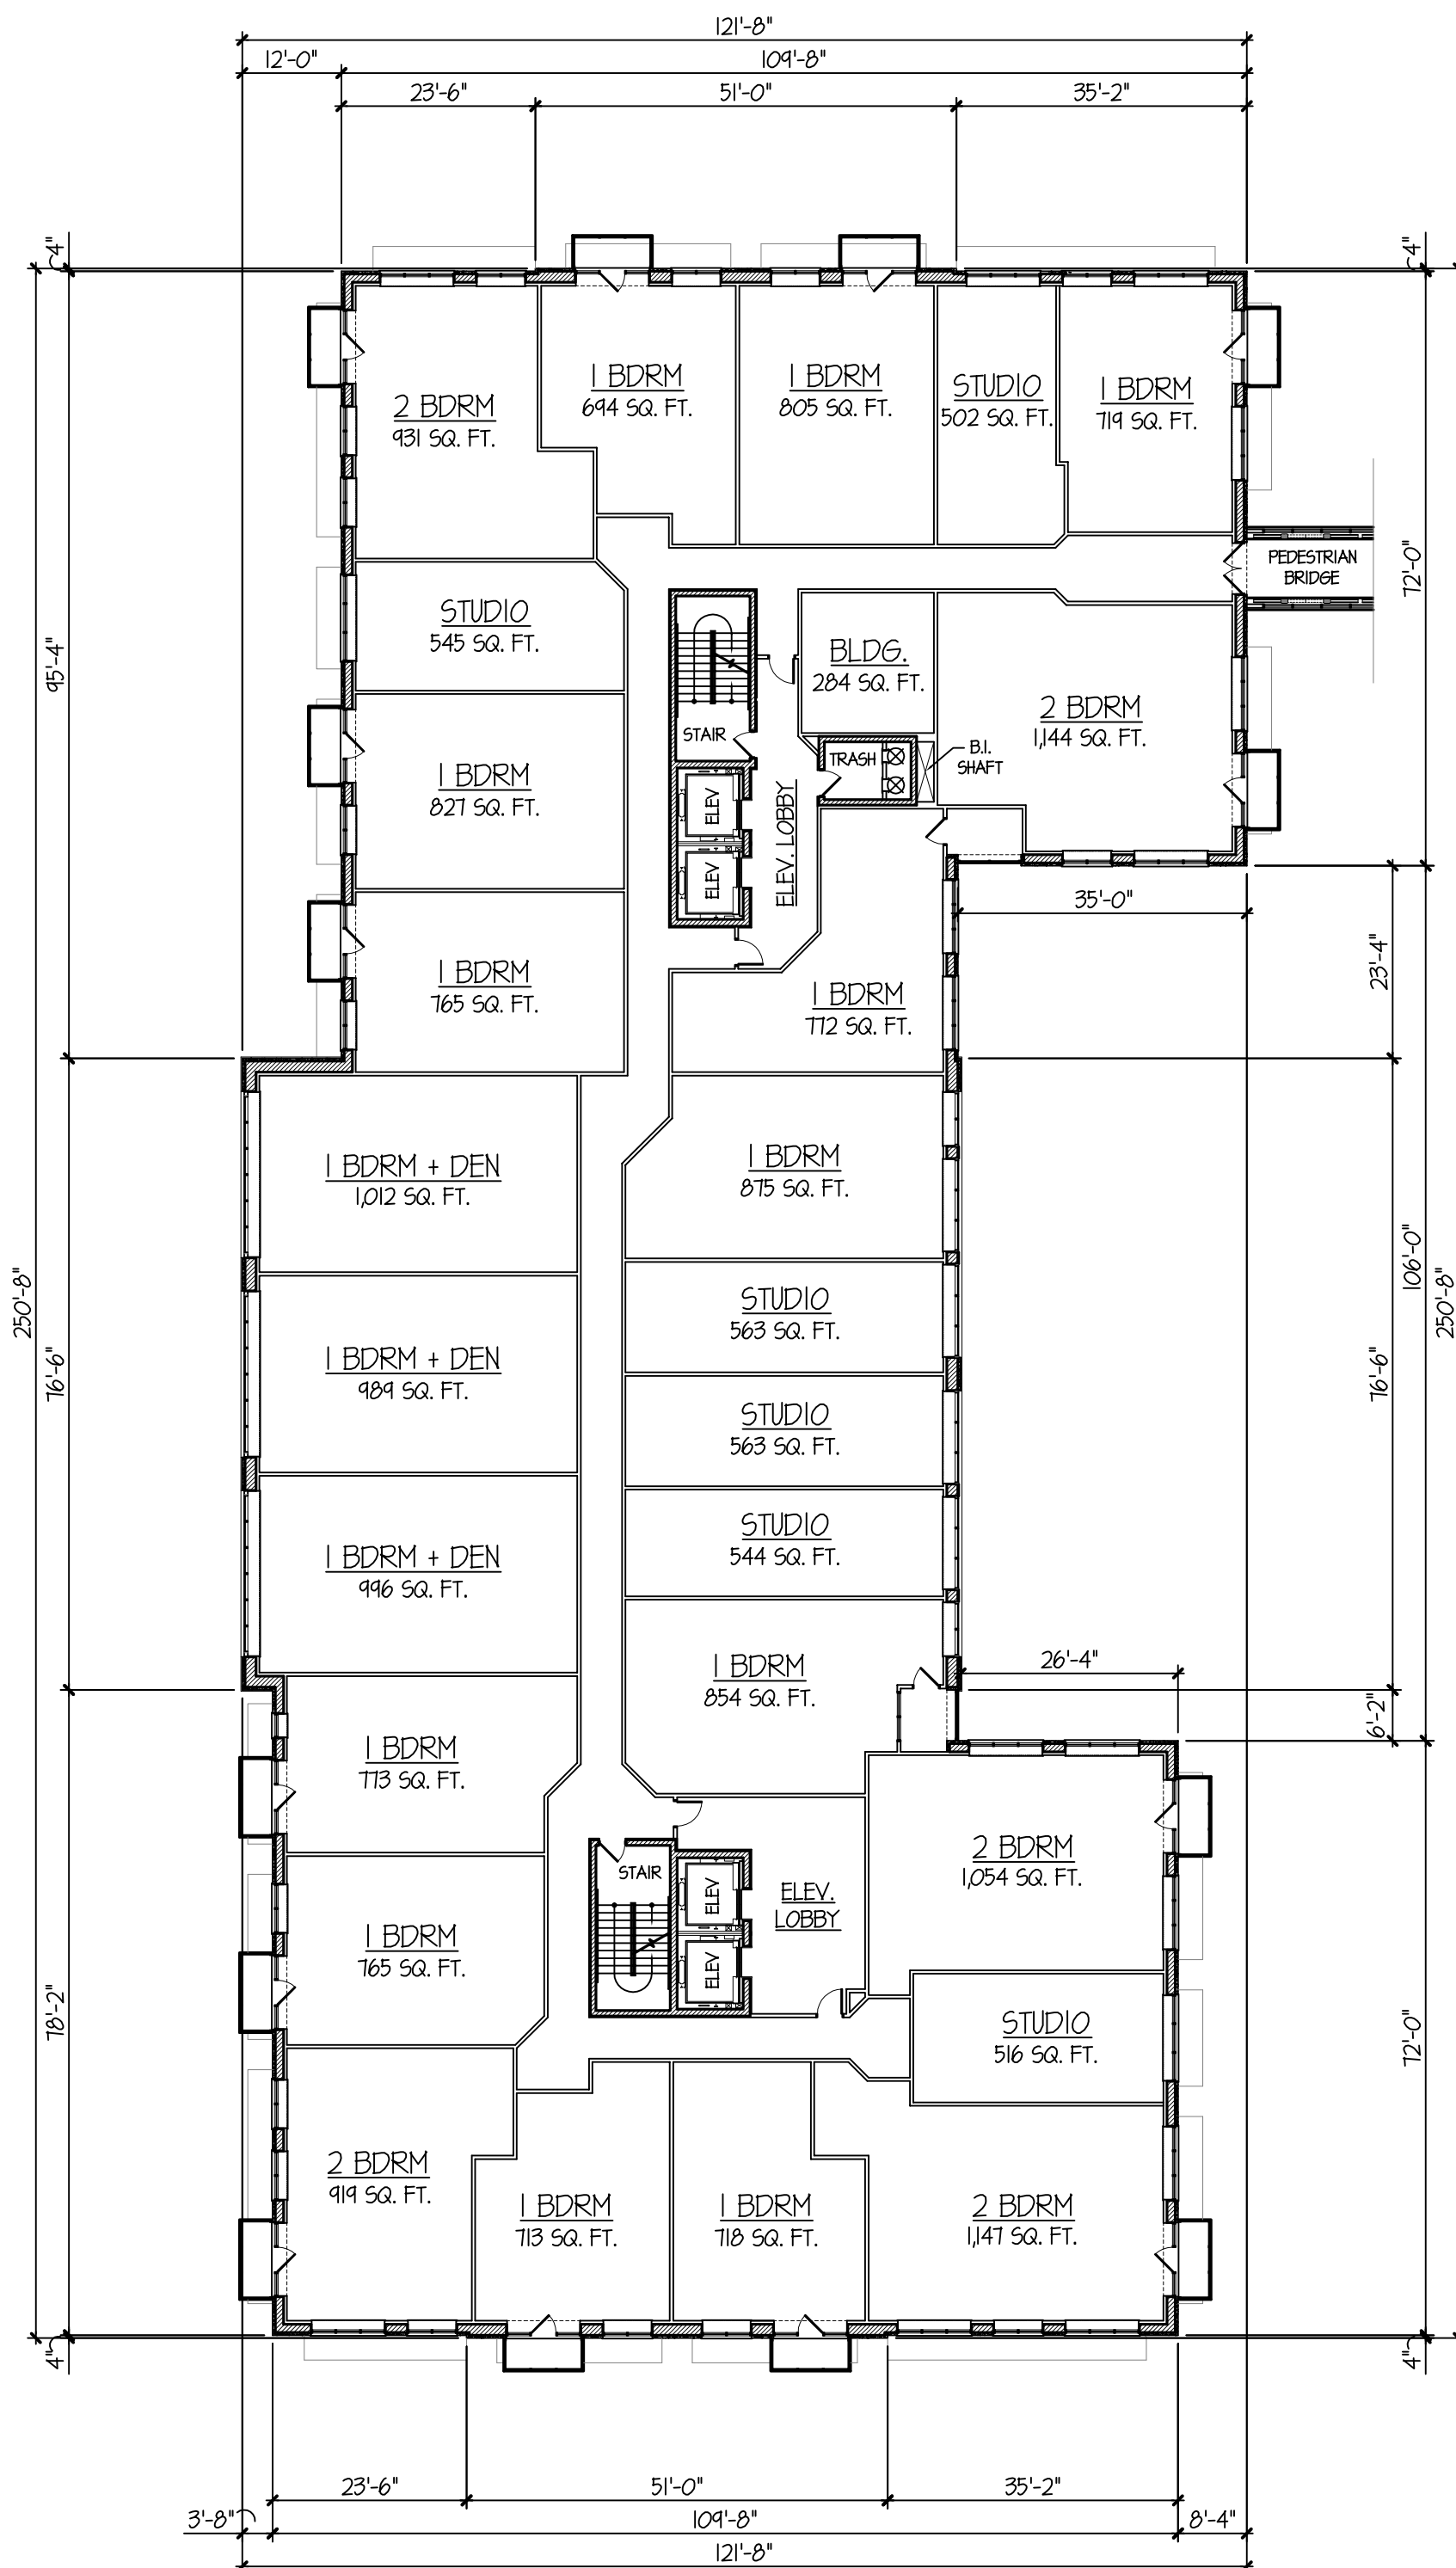 121'-8"
12'-0"
109'-8"
23'-6"
51'-0"
35'-2"
4"
4"
2 BDRM
931 SQ. FT.
1 BDRM
694 SQ. FT.
1 BDRM
805 SQ. FT.
STUDIO
502 SQ. FT.
1 BDRM
719 SQ. FT.
PEDESTRIAN
BRIDGE
72'-0"
95'-4"
STUDIO
545 SQ. FT.
BLDG.
284 SQ. FT.
2 BDRM
1,144 SQ. FT.
STAIR
TRASH
B.I.
SHAFT
1 BDRM
827 SQ. FT.
ELEV
ELEV
ELEV. LOBBY
35'-0"
23'-4"
1 BDRM
765 SQ. FT.
1 BDRM
772 SQ. FT.
1 BDRM + DEN
1,012 SQ. FT.
1 BDRM
875 SQ. FT.
250'-8"
76'-6"
STUDIO
563 SQ. FT.
106'-0"
250'-8"
76'-6"
1 BDRM + DEN
989 SQ. FT.
STUDIO
563 SQ. FT.
1 BDRM + DEN
996 SQ. FT.
STUDIO
544 SQ. FT.
1 BDRM
854 SQ. FT.
26'-4"
6'-2"
1 BDRM
773 SQ. FT.
2 BDRM
1,054 SQ. FT.
STAIR
ELEV
ELEV
ELEV.
LOBBY
1 BDRM
765 SQ. FT.
78'-2"
STUDIO
516 SQ. FT.
72'-0"
2 BDRM
919 SQ. FT.
1 BDRM
713 SQ. FT.
1 BDRM
718 SQ. FT.
2 BDRM
1,147 SQ. FT.
4"
4"
23'-6"
51'-0"
35'-2"
3'-8"
109'-8"
8'-4"
121'-8"